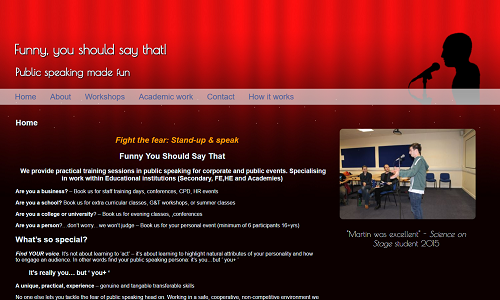 Funny, you should say that!
Public speaking made fun
Home About Workshops Academic work Contact How it works
Home
Fight the fear: Stand-up & speak
Funny You Should Say That
We provide practical training sessions in public speaking for corporate and public events. Specialising
in work within Educational institutions (Secondary, FE,HE and Academies)
Are you a business? – Book us for staff training days, conferences, CPD, HR events
Are you a school? Book us for extra curricular classes, G&T workshops, or summer classes
Are you a college or university? – Book us for evening classes, ,conferences
Are you a person? ...don't worry... we won't judge – Book us for your personal event (minimum of 6 participants 16+yrs)
What's so special?
Find YOUR voice. It's not about learning to 'act' – it's about learning to highlight natural attributes of your personality and how
to engage an audience. In other words find your public speaking persona: it's you...but " you+ "
It's really you... but " you+ "
A unique, practical, experience – genuine and tangible transferable skills
No one else lets you tackle the fear of public speaking head on. Working in a safe, cooperative, non-competitive environment we
"Martin was excellent" - Science on
Stage student 2015